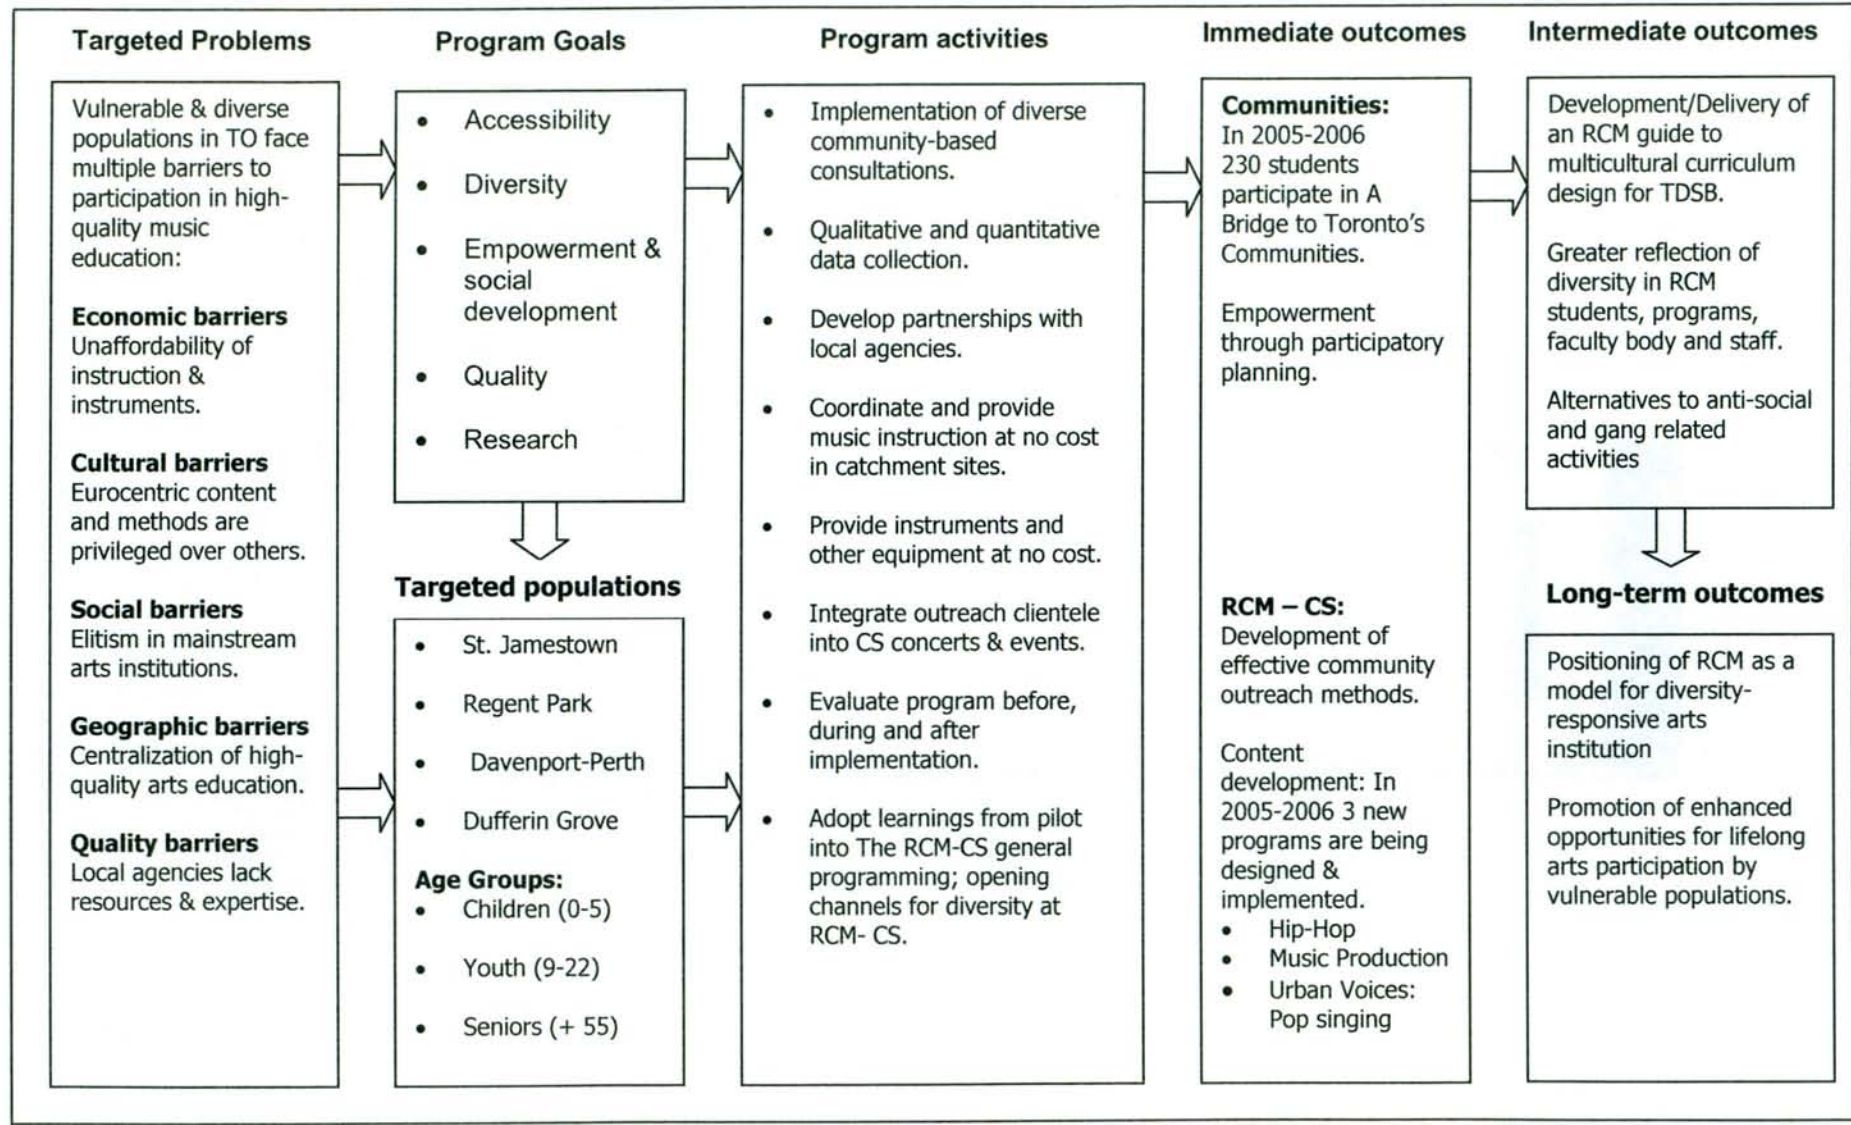 Targeted Problems
Vulnerable & diverse
populations in TO face
multiple barriers to
participation in high-
quality music
education:
Economic barriers
Unaffordability of
instruction &
instruments.
Cultural barriers
Eurocentric content
and methods are
privileged over others.
Social barriers
Elitism in mainstream
arts institutions.
Geographic barriers
Centralization of high-
quality arts education.
Quality barriers
Local agencies lack
resources & expertise.
Program Goals
• Accessibility
• Diversity
• Empowerment &
social
development
• Quality
• Research
Targeted populations
• St. Jamestown
• Regent Park
• Davenport-Perth
• Dufferin Grove
Age Groups:
• Children (0-5)
• Youth (9-22)
• Seniors (+ 55)
Program activities
• Implementation of diverse
community-based
consultations.
• Qualitative and quantitative
data collection.
• Develop partnerships with
local agencies.
• Coordinate and provide
music instruction at no cost
in catchment sites.
• Provide instruments and
other equipment at no cost.
• Integrate outreach clientele
into CS concerts & events.
• Evaluate program before,
during and after
implementation.
• Adopt learnings from pilot
into The RCM-CS general
programming; opening
channels for diversity at
RCM- CS.
Immediate outcomes
Communities:
In 2005-2006
230 students
participate in A
Bridge to Toronto's
Communities.
Empowerment
through participatory
planning.
RCM – CS:
Development of
effective community
outreach methods.
Content
development: In
2005-2006 3 new
programs are being
designed &
implemented.
• Hip-Hop
• Music Production
• Urban Voices:
Pop singing
Intermediate outcomes
Development/Delivery of
an RCM guide to
multicultural curriculum
design for TDSB.
Greater reflection of
diversity in RCM
students, programs,
faculty body and staff.
Alternatives to anti-social
and gang related
activities
Long-term outcomes
Positioning of RCM as a
model for diversity-
responsive arts
institution
Promotion of enhanced
opportunities for lifelong
arts participation by
vulnerable populations.